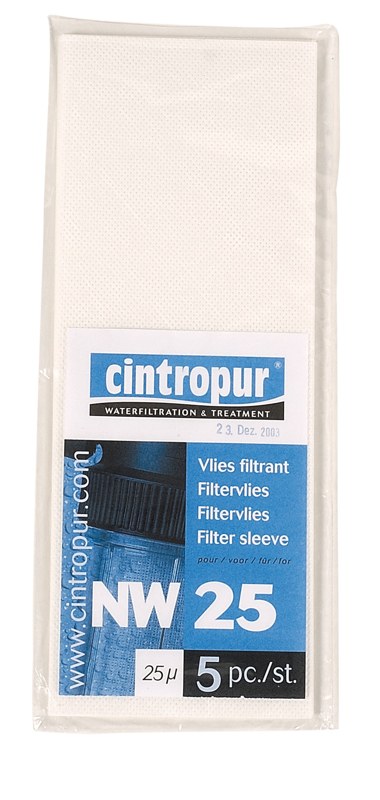 cintropur®
WATERFILTRATION & TREATMENT
23. Dez. 2003
www.cintropur.com
Vlies filtrant
Filtervlies
Filtervlies
Filter sleeve
pour / voor / für / for
NW 25
25 µ
5 pc./st.